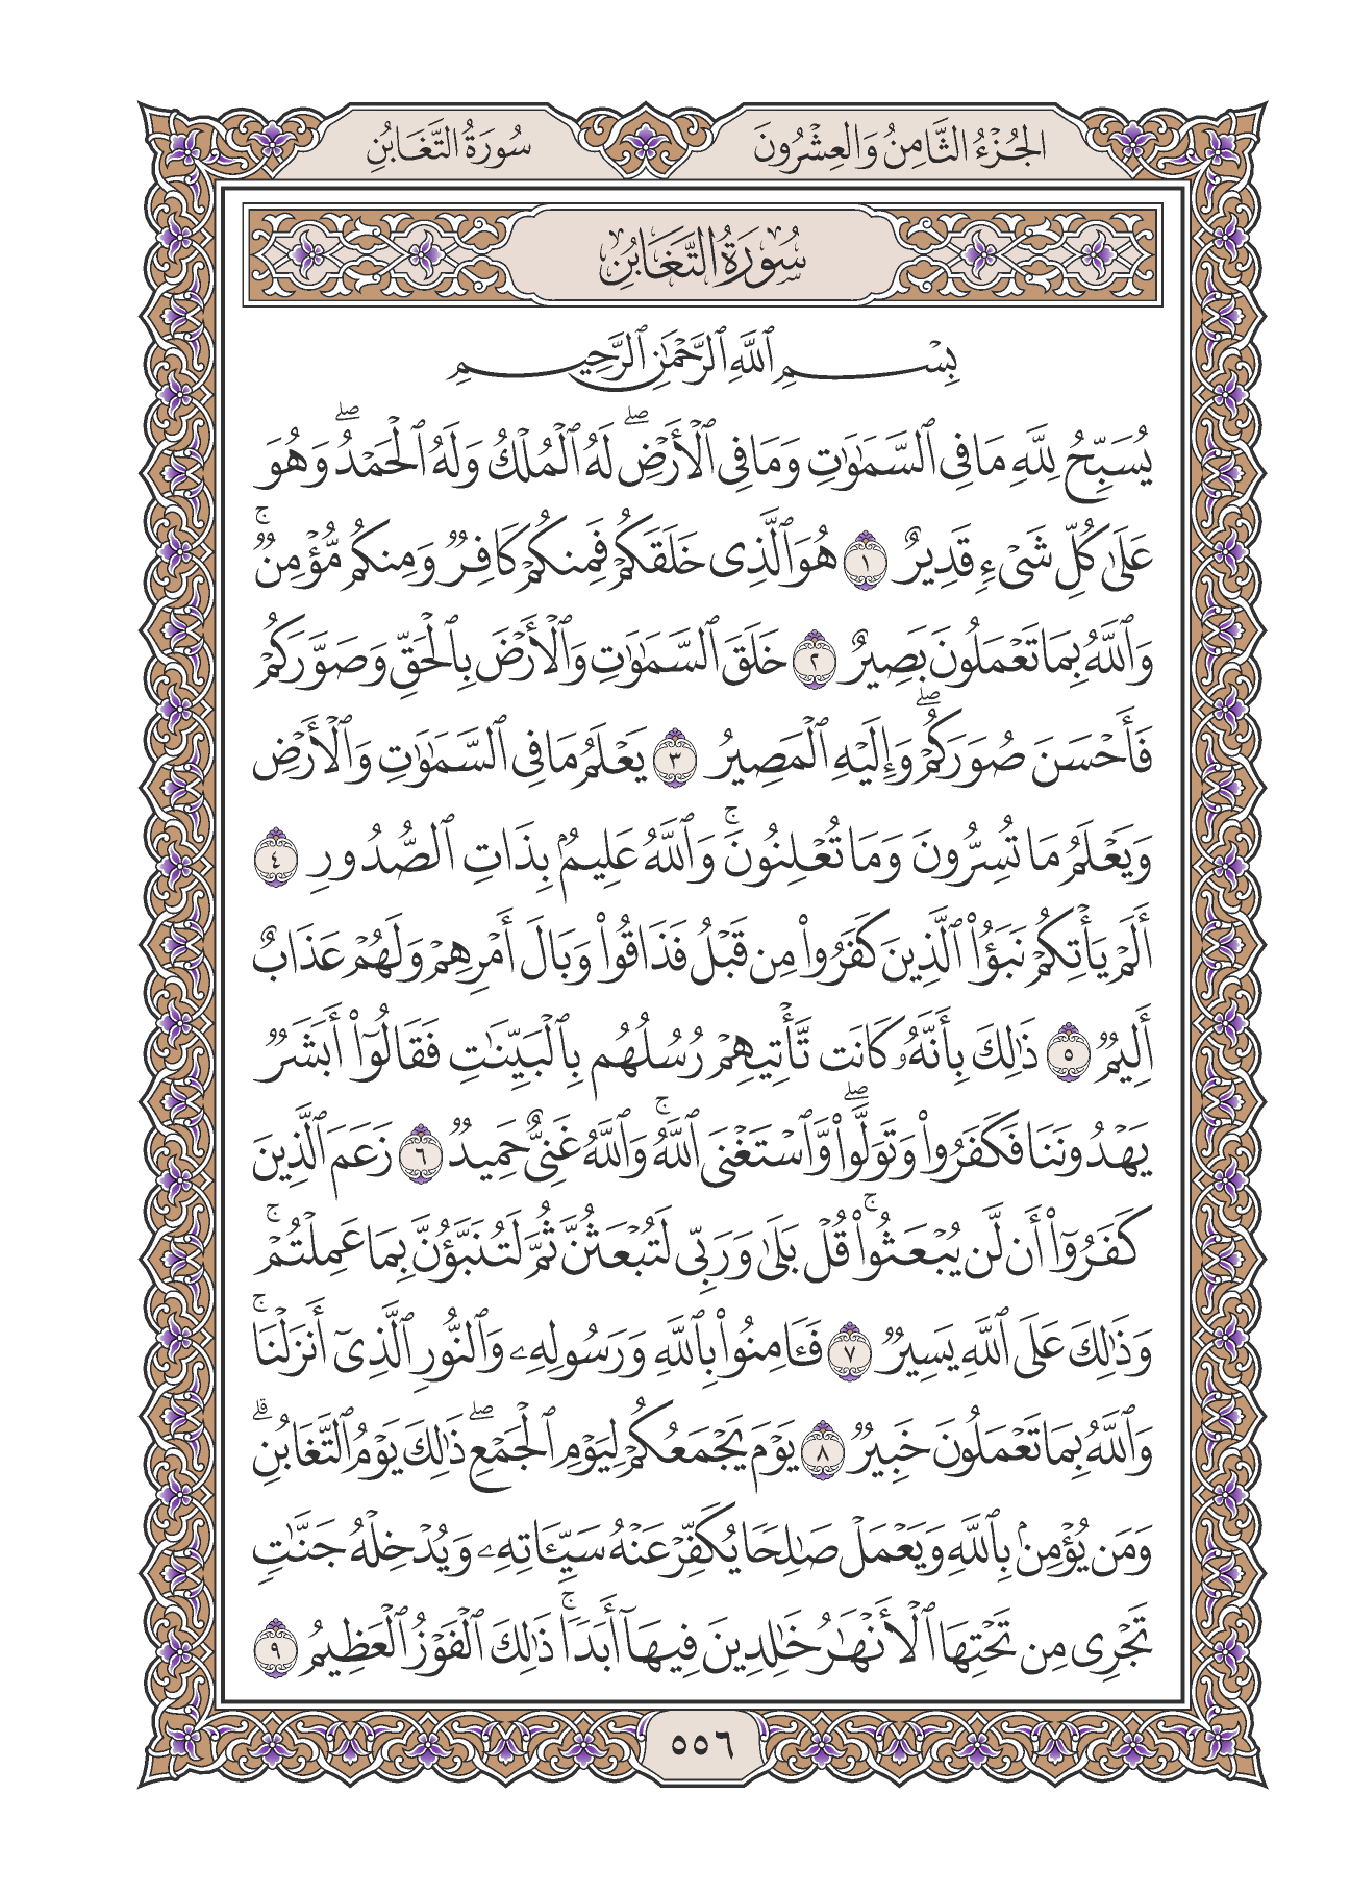 الجُزْءُ الثَّامِنُ وَالعِشْرُونَ
سُورَةُ التَّغَابُنِ
سُورَةُ التَّغَابُنِ
بِسْمِ ٱللَّهِ ٱلرَّحْمَٰنِ ٱلرَّحِيمِ
يُسَبِّحُ لِلَّهِ مَا فِي ٱلسَّمَٰوَٰتِ وَمَا فِي ٱلْأَرْضِۖ لَهُ ٱلْمُلْكُ وَلَهُ ٱلْحَمْدُۖ وَهُوَ
عَلَىٰ كُلِّ شَيْءٖ قَدِيرٌ ١ هُوَ ٱلَّذِي خَلَقَكُمْ فَمِنكُمْ كَافِرٞ وَمِنكُم مُّؤْمِنٞۚ
وَٱللَّهُ بِمَا تَعْمَلُونَ بَصِيرٌ ٢ خَلَقَ ٱلسَّمَٰوَٰتِ وَٱلْأَرْضَ بِٱلْحَقِّ وَصَوَّرَكُمْ
فَأَحْسَنَ صُوَرَكُمْۖ وَإِلَيْهِ ٱلْمَصِيرُ ٣ يَعْلَمُ مَا فِي ٱلسَّمَٰوَٰتِ وَٱلْأَرْضِ
وَيَعْلَمُ مَا تُسِرُّونَ وَمَا تُعْلِنُونَۚ وَٱللَّهُ عَلِيمُۢ بِذَاتِ ٱلصُّدُورِ ٤
أَلَمْ يَأْتِكُمْ نَبَؤُا۟ ٱلَّذِينَ كَفَرُوا۟ مِن قَبْلُ فَذَاقُوا۟ وَبَالَ أَمْرِهِمْ وَلَهُمْ عَذَابٌ
أَلِيمٞ ٥ ذَٰلِكَ بِأَنَّهُۥ كَانَت تَّأْتِيهِمْ رُسُلُهُم بِٱلْبَيِّنَٰتِ فَقَالُوٓا۟ أَبَشَرٞ
يَهْدُونَنَا فَكَفَرُوا۟ وَتَوَلَّوا۟ۖ وَّٱسْتَغْنَى ٱللَّهُۚ وَٱللَّهُ غَنِيٌّ حَمِيدٞ ٦ زَعَمَ ٱلَّذِينَ
كَفَرُوٓا۟ أَن لَّن يُبْعَثُوا۟ۚ قُلْ بَلَىٰ وَرَبِّي لَتُبْعَثُنَّ ثُمَّ لَتُنَبَّؤُنَّ بِمَا عَمِلْتُمْۚ
وَذَٰلِكَ عَلَى ٱللَّهِ يَسِيرٞ ٧ فَـَٔامِنُوا۟ بِٱللَّهِ وَرَسُولِهِۦ وَٱلنُّورِ ٱلَّذِيٓ أَنزَلْنَاۚ
وَٱللَّهُ بِمَا تَعْمَلُونَ خَبِيرٞ ٨ يَوْمَ يَجْمَعُكُمْ لِيَوْمِ ٱلْجَمْعِۖ ذَٰلِكَ يَوْمُ ٱلتَّغَابُنِۗ
وَمَن يُؤْمِنۢ بِٱللَّهِ وَيَعْمَلْ صَٰلِحٗا يُكَفِّرْ عَنْهُ سَيِّـَٔاتِهِۦ وَيُدْخِلْهُ جَنَّٰتٖ
تَجْرِي مِن تَحْتِهَا ٱلْأَنْهَٰرُ خَٰلِدِينَ فِيهَآ أَبَدٗاۚ ذَٰلِكَ ٱلْفَوْزُ ٱلْعَظِيمُ ٩
٥٥٦